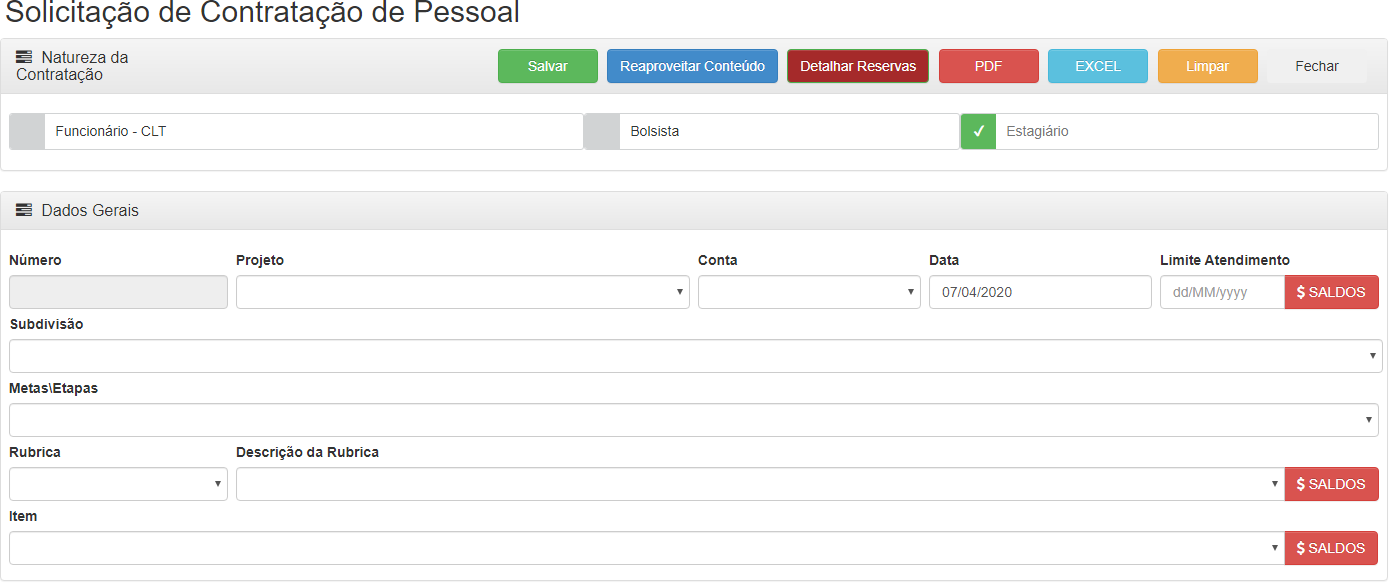 Solicitação de Contratação de Pessoal
Natureza da
Contratação
Salvar
Reaproveitar Conteúdo
Detalhar Reservas
PDF
EXCEL
Limpar
Fechar
Funcionário - CLT
Bolsista
Estagiário
Dados Gerais
Número
Projeto
Conta
Data
Limite Atendimento
07/04/2020
dd/MM/yyyy
$ SALDOS
Subdivisão
Metas\Etapas
Rubrica
Descrição da Rubrica
$ SALDOS
Item
$ SALDOS